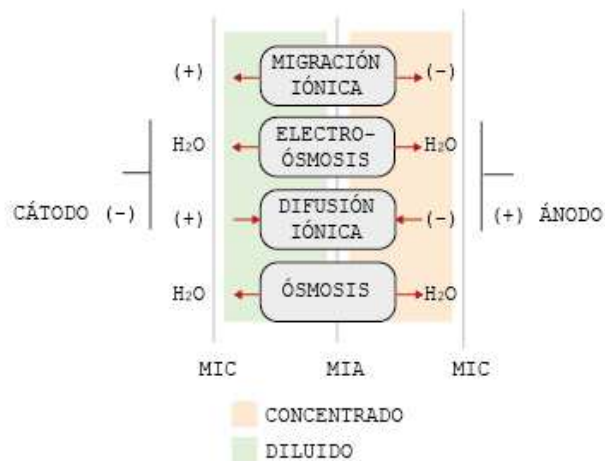 (+) MIGRACIÓN (-)
IÓNICA
H₂O ELECTRO- H₂O
ÓSMOSIS
CÁTODO (-) (+) DIFUSIÓN (-) (+) ÁNODO
IÓNICA
H₂O ÓSMOSIS H₂O
MIC MIA MIC
CONCENTRADO
DILUIDO